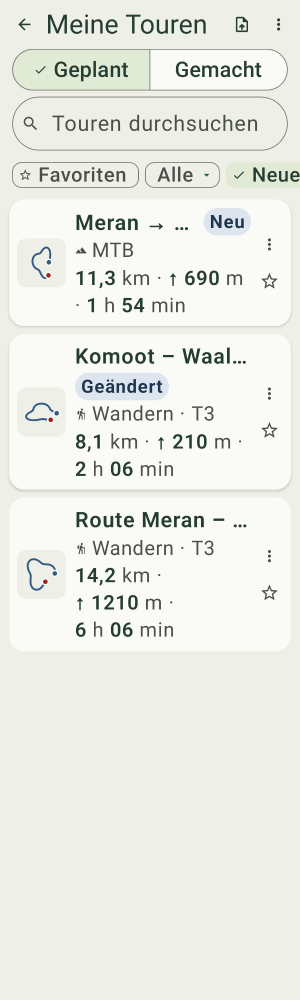 Meine Touren
Geplant
Gemacht
Touren durchsuchen
Favoriten
Alle
Neue
Meran → … Neu
MTB
11,3 km · ↑ 690 m
· 1 h 54 min
Komoot – Waal…
Geändert
Wandern · T3
8,1 km · ↑ 210 m ·
2 h 06 min
Route Meran – …
Wandern · T3
14,2 km ·
↑ 1210 m ·
6 h 06 min